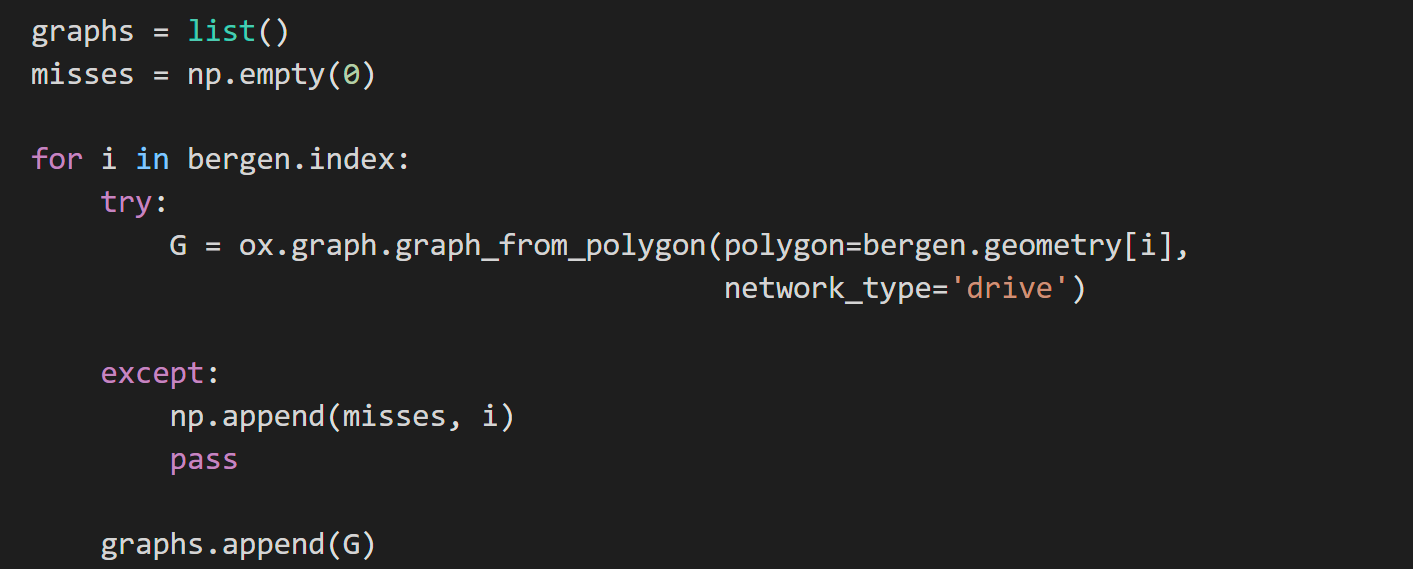 graphs = list()
misses = np.empty(0)

for i in bergen.index:
    try:
        G = ox.graph.graph_from_polygon(polygon=bergen.geometry[i],
                                        network_type='drive')

    except:
        np.append(misses, i)
        pass

    graphs.append(G)